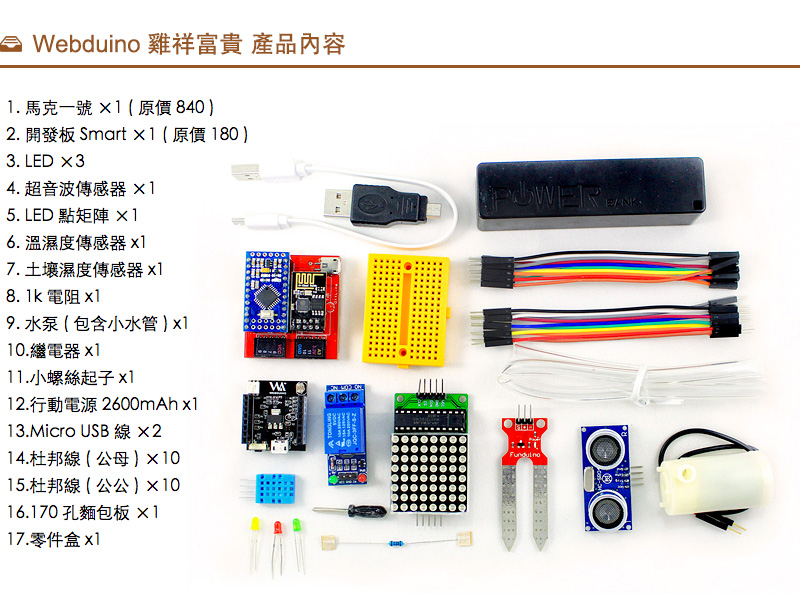 Webduino 雞祥富貴 產品內容
1. 馬克一號 ×1 ( 原價 840 )
2. 開發板 Smart ×1 ( 原價 180 )
3. LED ×3
4. 超音波傳感器 ×1
5. LED 點矩陣 ×1
6. 溫濕度傳感器 x1
7. 土壤濕度傳感器 x1
8. 1k 電阻 x1
9. 水泵 ( 包含小水管 ) x1
10.繼電器 x1
11.小螺絲起子 x1
12.行動電源 2600mAh x1
13.Micro USB 線 ×2
14.杜邦線 ( 公母 ) ×10
15.杜邦線 ( 公公 ) ×10
16.170 孔麵包板 ×1
17.零件盒 x1
POWER BANK
Funduino